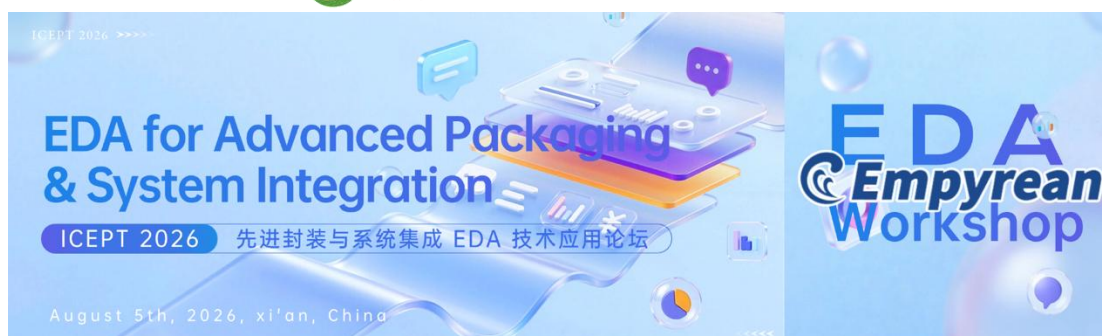 ICEPT 2026 >>>>>
EDA for Advanced Packaging
& System Integration
ICEPT 2026 先进封装与系统集成 EDA 技术应用论坛
August 5th, 2026, xi'an, China
EDA
Empyrean
Workshop
<<<<